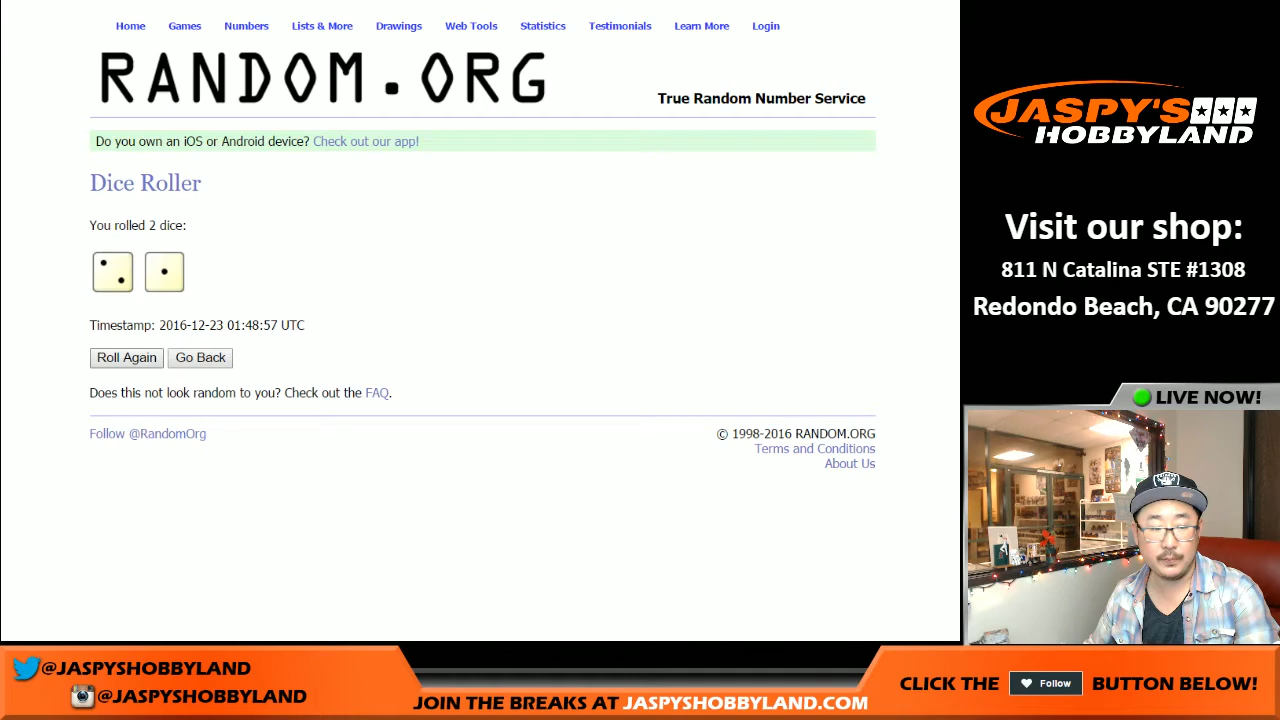 Home Games Numbers Lists & More Drawings Web Tools Statistics Testimonials Learn More Login
RANDOM.ORG
True Random Number Service
Do you own an iOS or Android device? Check out our app!
Dice Roller
You rolled 2 dice:
Timestamp: 2016-12-23 01:48:57 UTC
Roll Again Go Back
Does this not look random to you? Check out the FAQ.
Follow @RandomOrg
© 1998-2016 RANDOM.ORG
Terms and Conditions
About Us
JASPY'S
HOBBYLAND
Visit our shop:
811 N Catalina STE #1308
Redondo Beach, CA 90277
LIVE NOW!
@JASPYSHOBBYLAND
@JASPYSHOBBYLAND
JOIN THE BREAKS AT JASPYSHOBBYLAND.COM
CLICK THE Follow BUTTON BELOW!